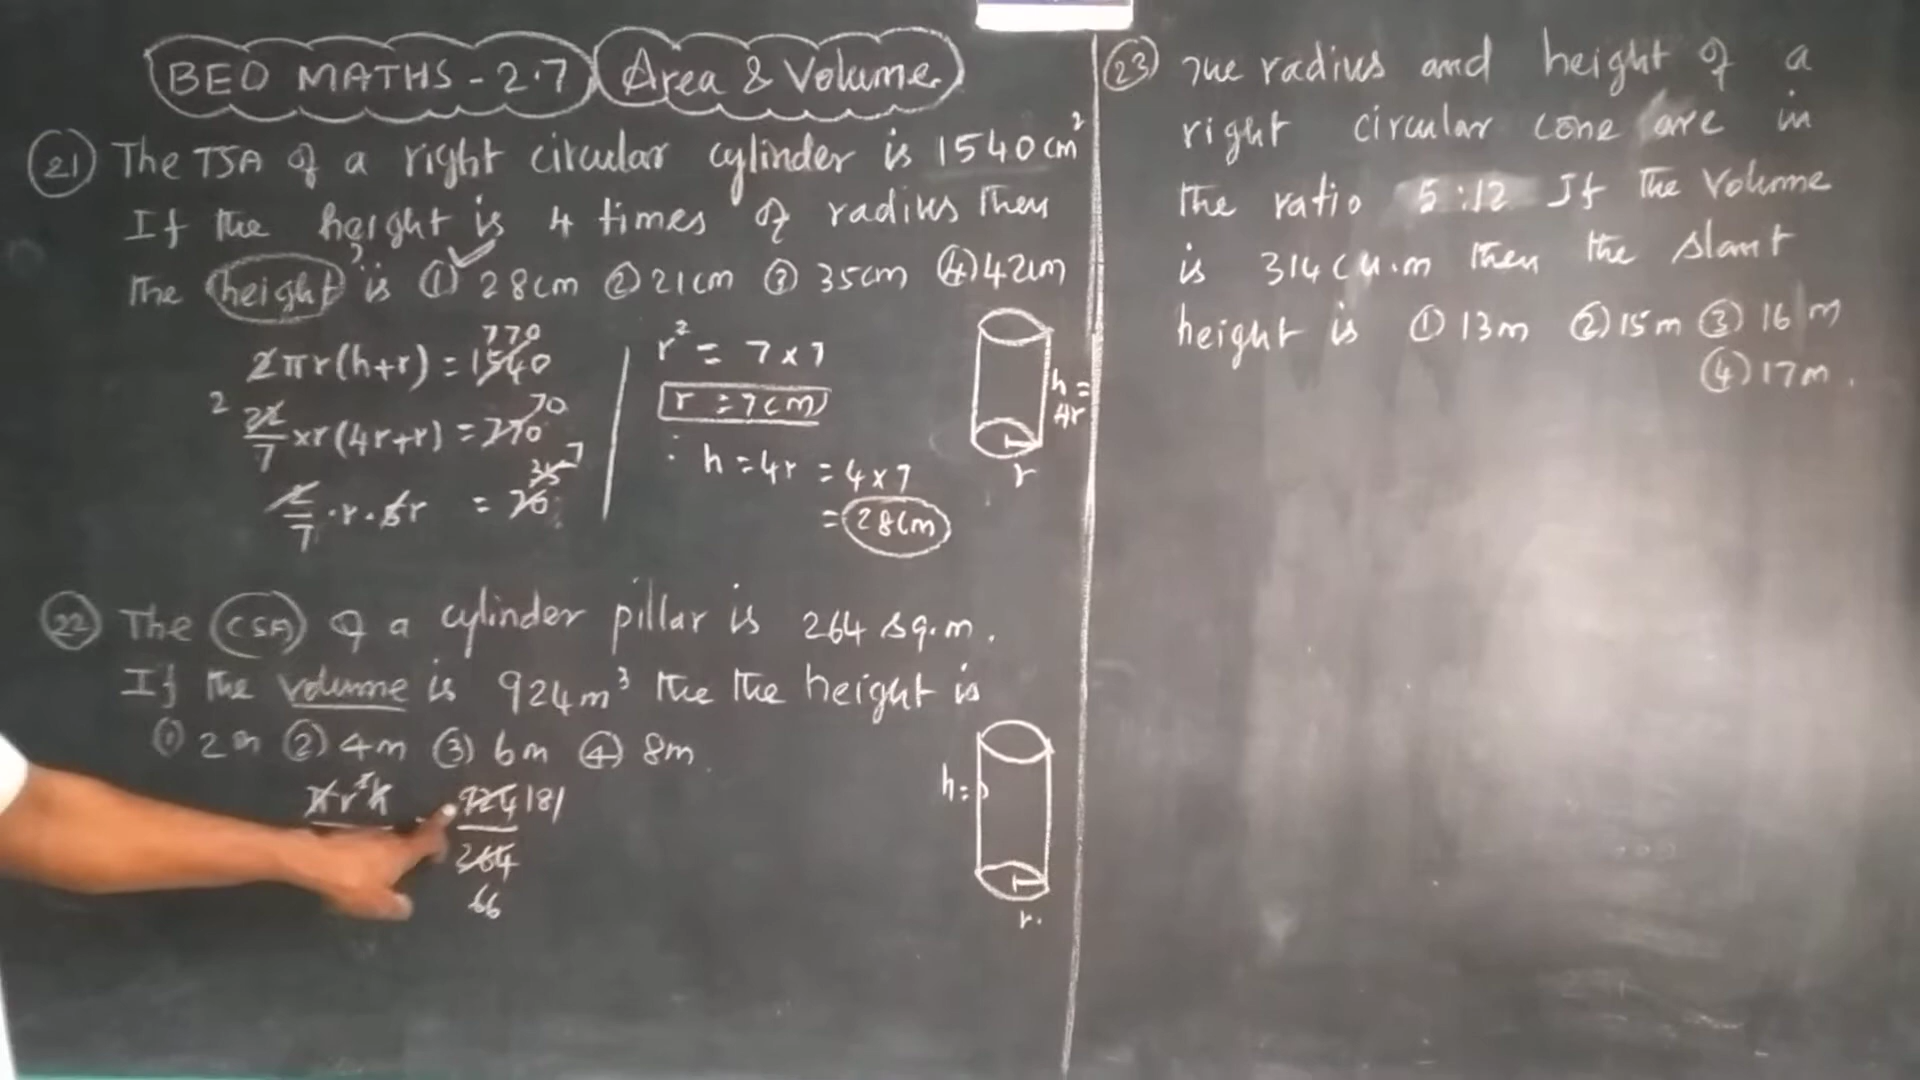 BED MATHS - 2.7 Area & Volume
21 The TSA of a right circular cylinder is 1540cm²
If the height is 4 times of radius then
the height is ① 28cm ② 21cm ③ 35cm ④ 42cm
2πr(h+r) = 1540 770
2 22/7 ×r(4r+r) = 770 70
2/7 .r.5r = 70 35 7
r² = 7×7
r = 7cm
∴ h = 4r = 4×7
= 28cm
h = 4r
r
22 The CSA of a cylinder pillar is 264 sq.m.
If the volume is 924m³ the the height is
① 2m ② 4m ③ 6m ④ 8m.
πr²h 924 181
264
66
h =
r.
23 The radius and height of a
right circular cone are in
the ratio 5:12 If the Volume
is 314 cu.m then the slant
height is ① 13m ② 15m ③ 16m
④ 17m.